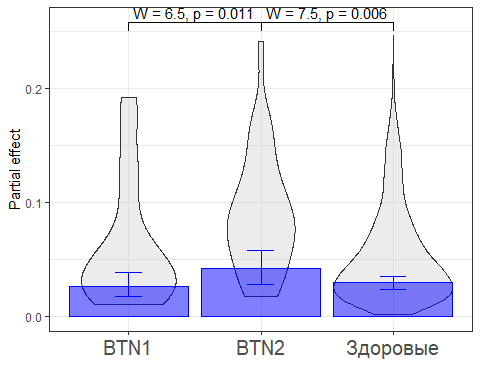 W = 6.5, p = 0.011 W = 7.5, p = 0.006
Partial effect
0.2
0.1
0.0
BTN1 BTN2 Здоровые